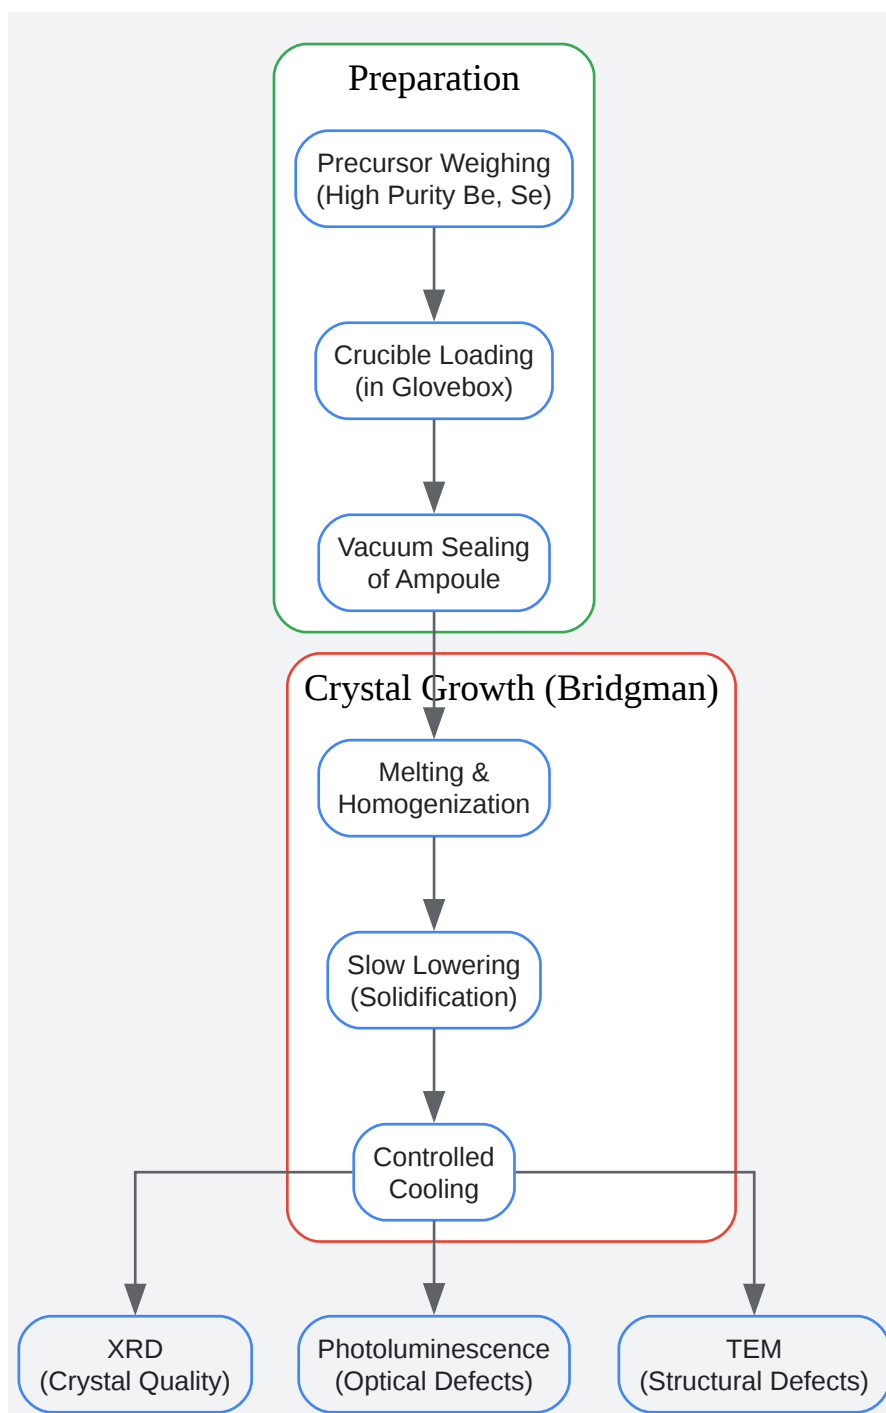 Preparation
Precursor Weighing
(High Purity Be, Se)
Crucible Loading
(in Glovebox)
Vacuum Sealing
of Ampoule
Crystal Growth (Bridgman)
Melting &
Homogenization
Slow Lowering
(Solidification)
Controlled
Cooling
XRD
(Crystal Quality)
Photoluminescence
(Optical Defects)
TEM
(Structural Defects)